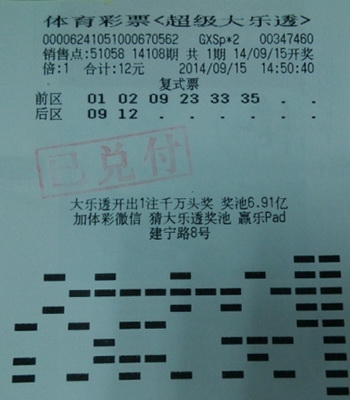 体育彩票<超级大乐透>
00006241051000670562 GXSp*2 00347460
销售点:51058 14108期 共1期 14/09/15开奖
倍:1 合计:12元 2014/09/15 14:50:40
复式票
前区 01 02 09 23 33 35 . . .
后区 09 12 . . . . . . .
已兑付
大乐透开出1注千万头奖 奖池6.91亿
加体彩微信 猜大乐透奖池 赢乐Pad
建宁路8号